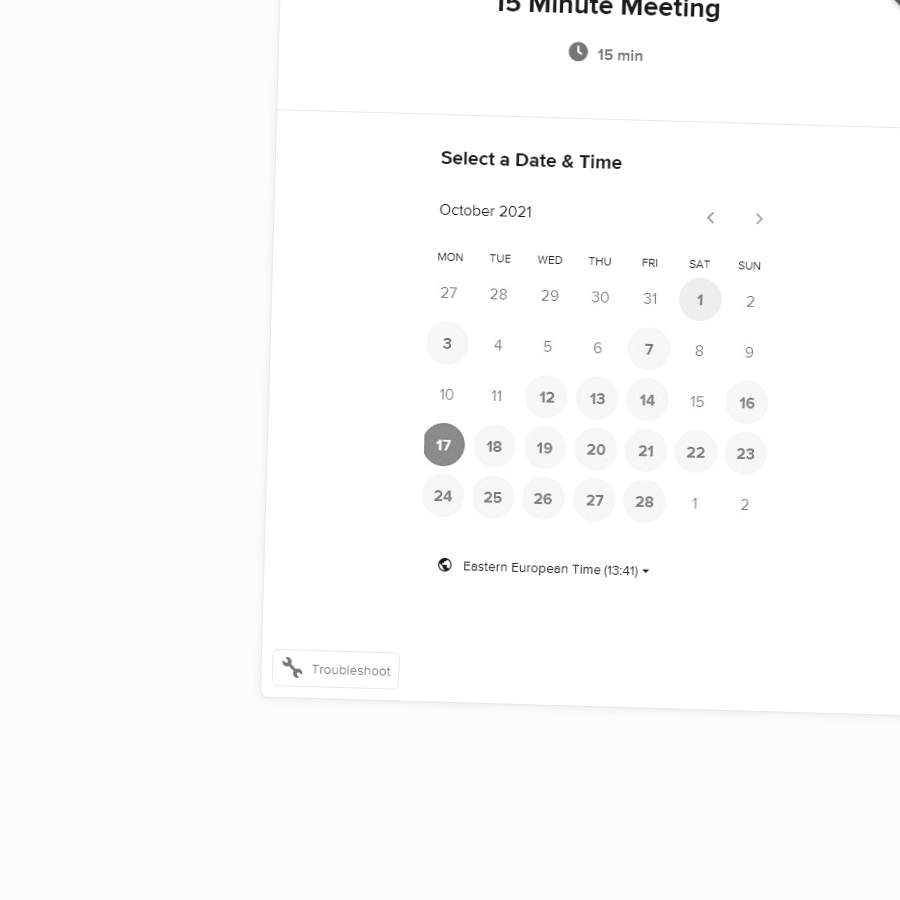 15 Minute Meeting
15 min
Select a Date & Time
October 2021
MON TUE WED THU FRI SAT SUN
27 28 29 30 31 1 2
3 4 5 6 7 8 9
10 11 12 13 14 15 16
17 18 19 20 21 22 23
24 25 26 27 28 1 2
Eastern European Time (13:41)
Troubleshoot